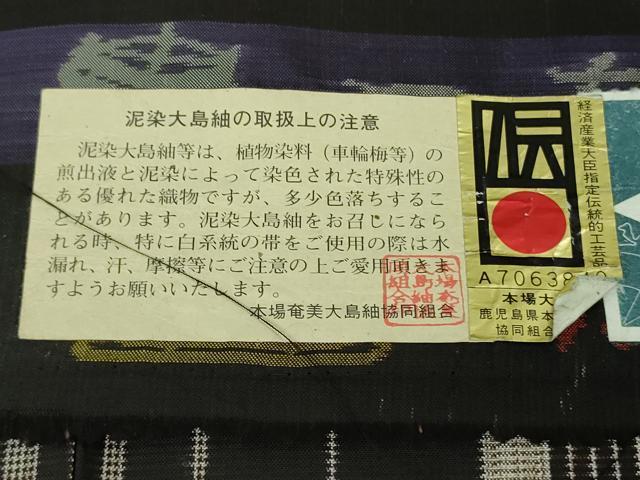 泥染大島紬の取扱上の注意
泥染大島紬等は、植物染料（車輪梅等）の
煎出液と泥染によって染色された特殊性の
ある優れた織物ですが、多少色落ちするこ
とがあります。泥染大島紬をお召しになら
れる時、特に白系統の帯をご使用の際は水
漏れ、汗、摩擦等にご注意の上ご愛用頂きま
すようお願いいたします。
本場奄美大島紬協同組合
伝
経済産業大臣指定伝統的工芸品
A70638
本場大
鹿児島県本
協同組合